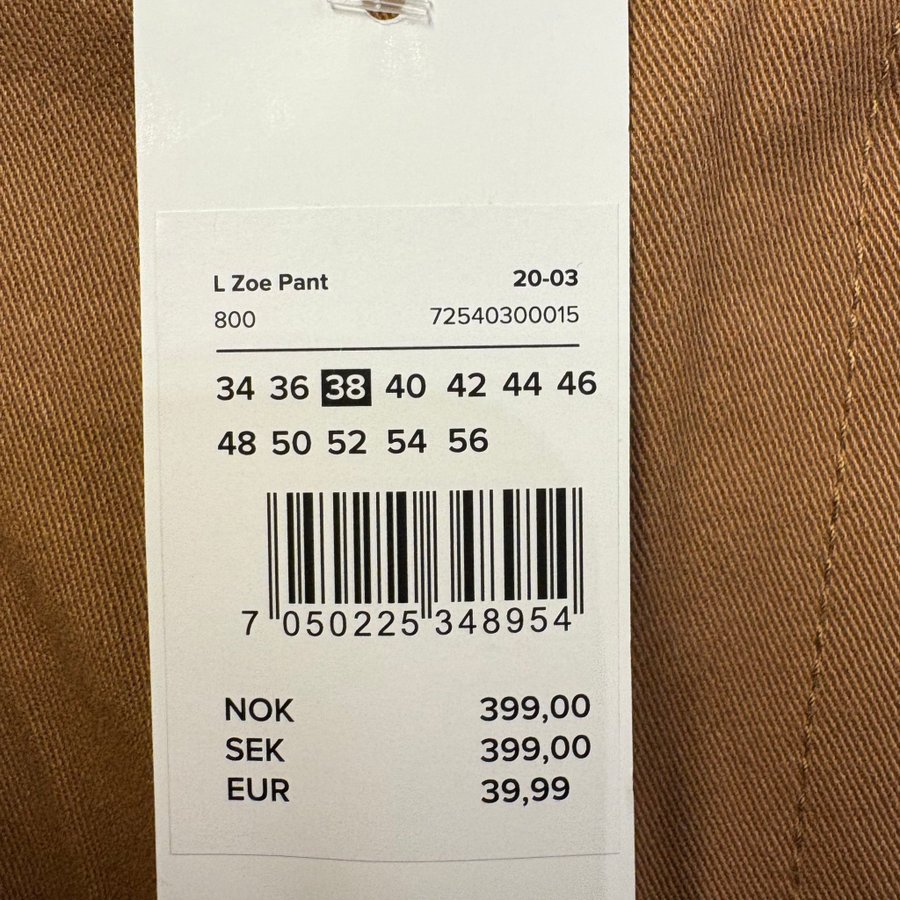 L Zoe Pant 20-03
800 72540300015
34 36 38 40 42 44 46
48 50 52 54 56
7 050225 348954
NOK 399,00
SEK 399,00
EUR 39,99